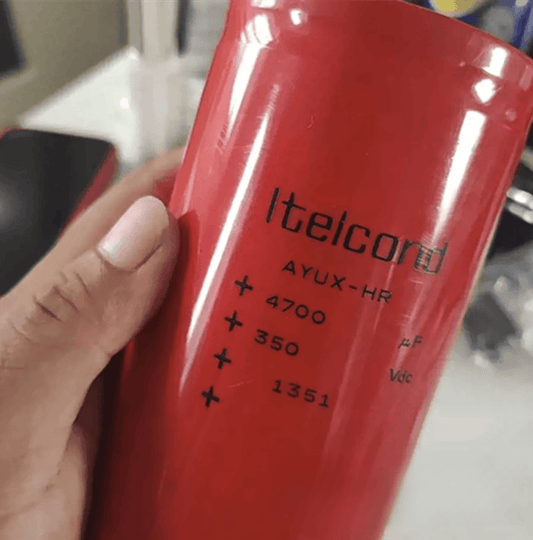 Itelcond
AYUX-HR
+ 4700 µF
+ 350 Vdc
+ 1351
+